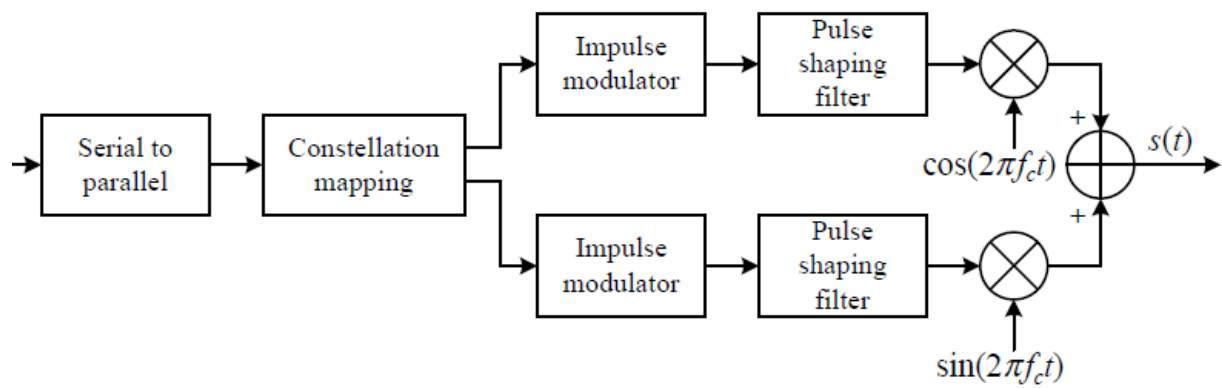 Serial to
parallel
Constellation
mapping
Impulse
modulator
Pulse
shaping
filter
cos(2πf_c t)
+
s(t)
+
Impulse
modulator
Pulse
shaping
filter
sin(2πf_c t)